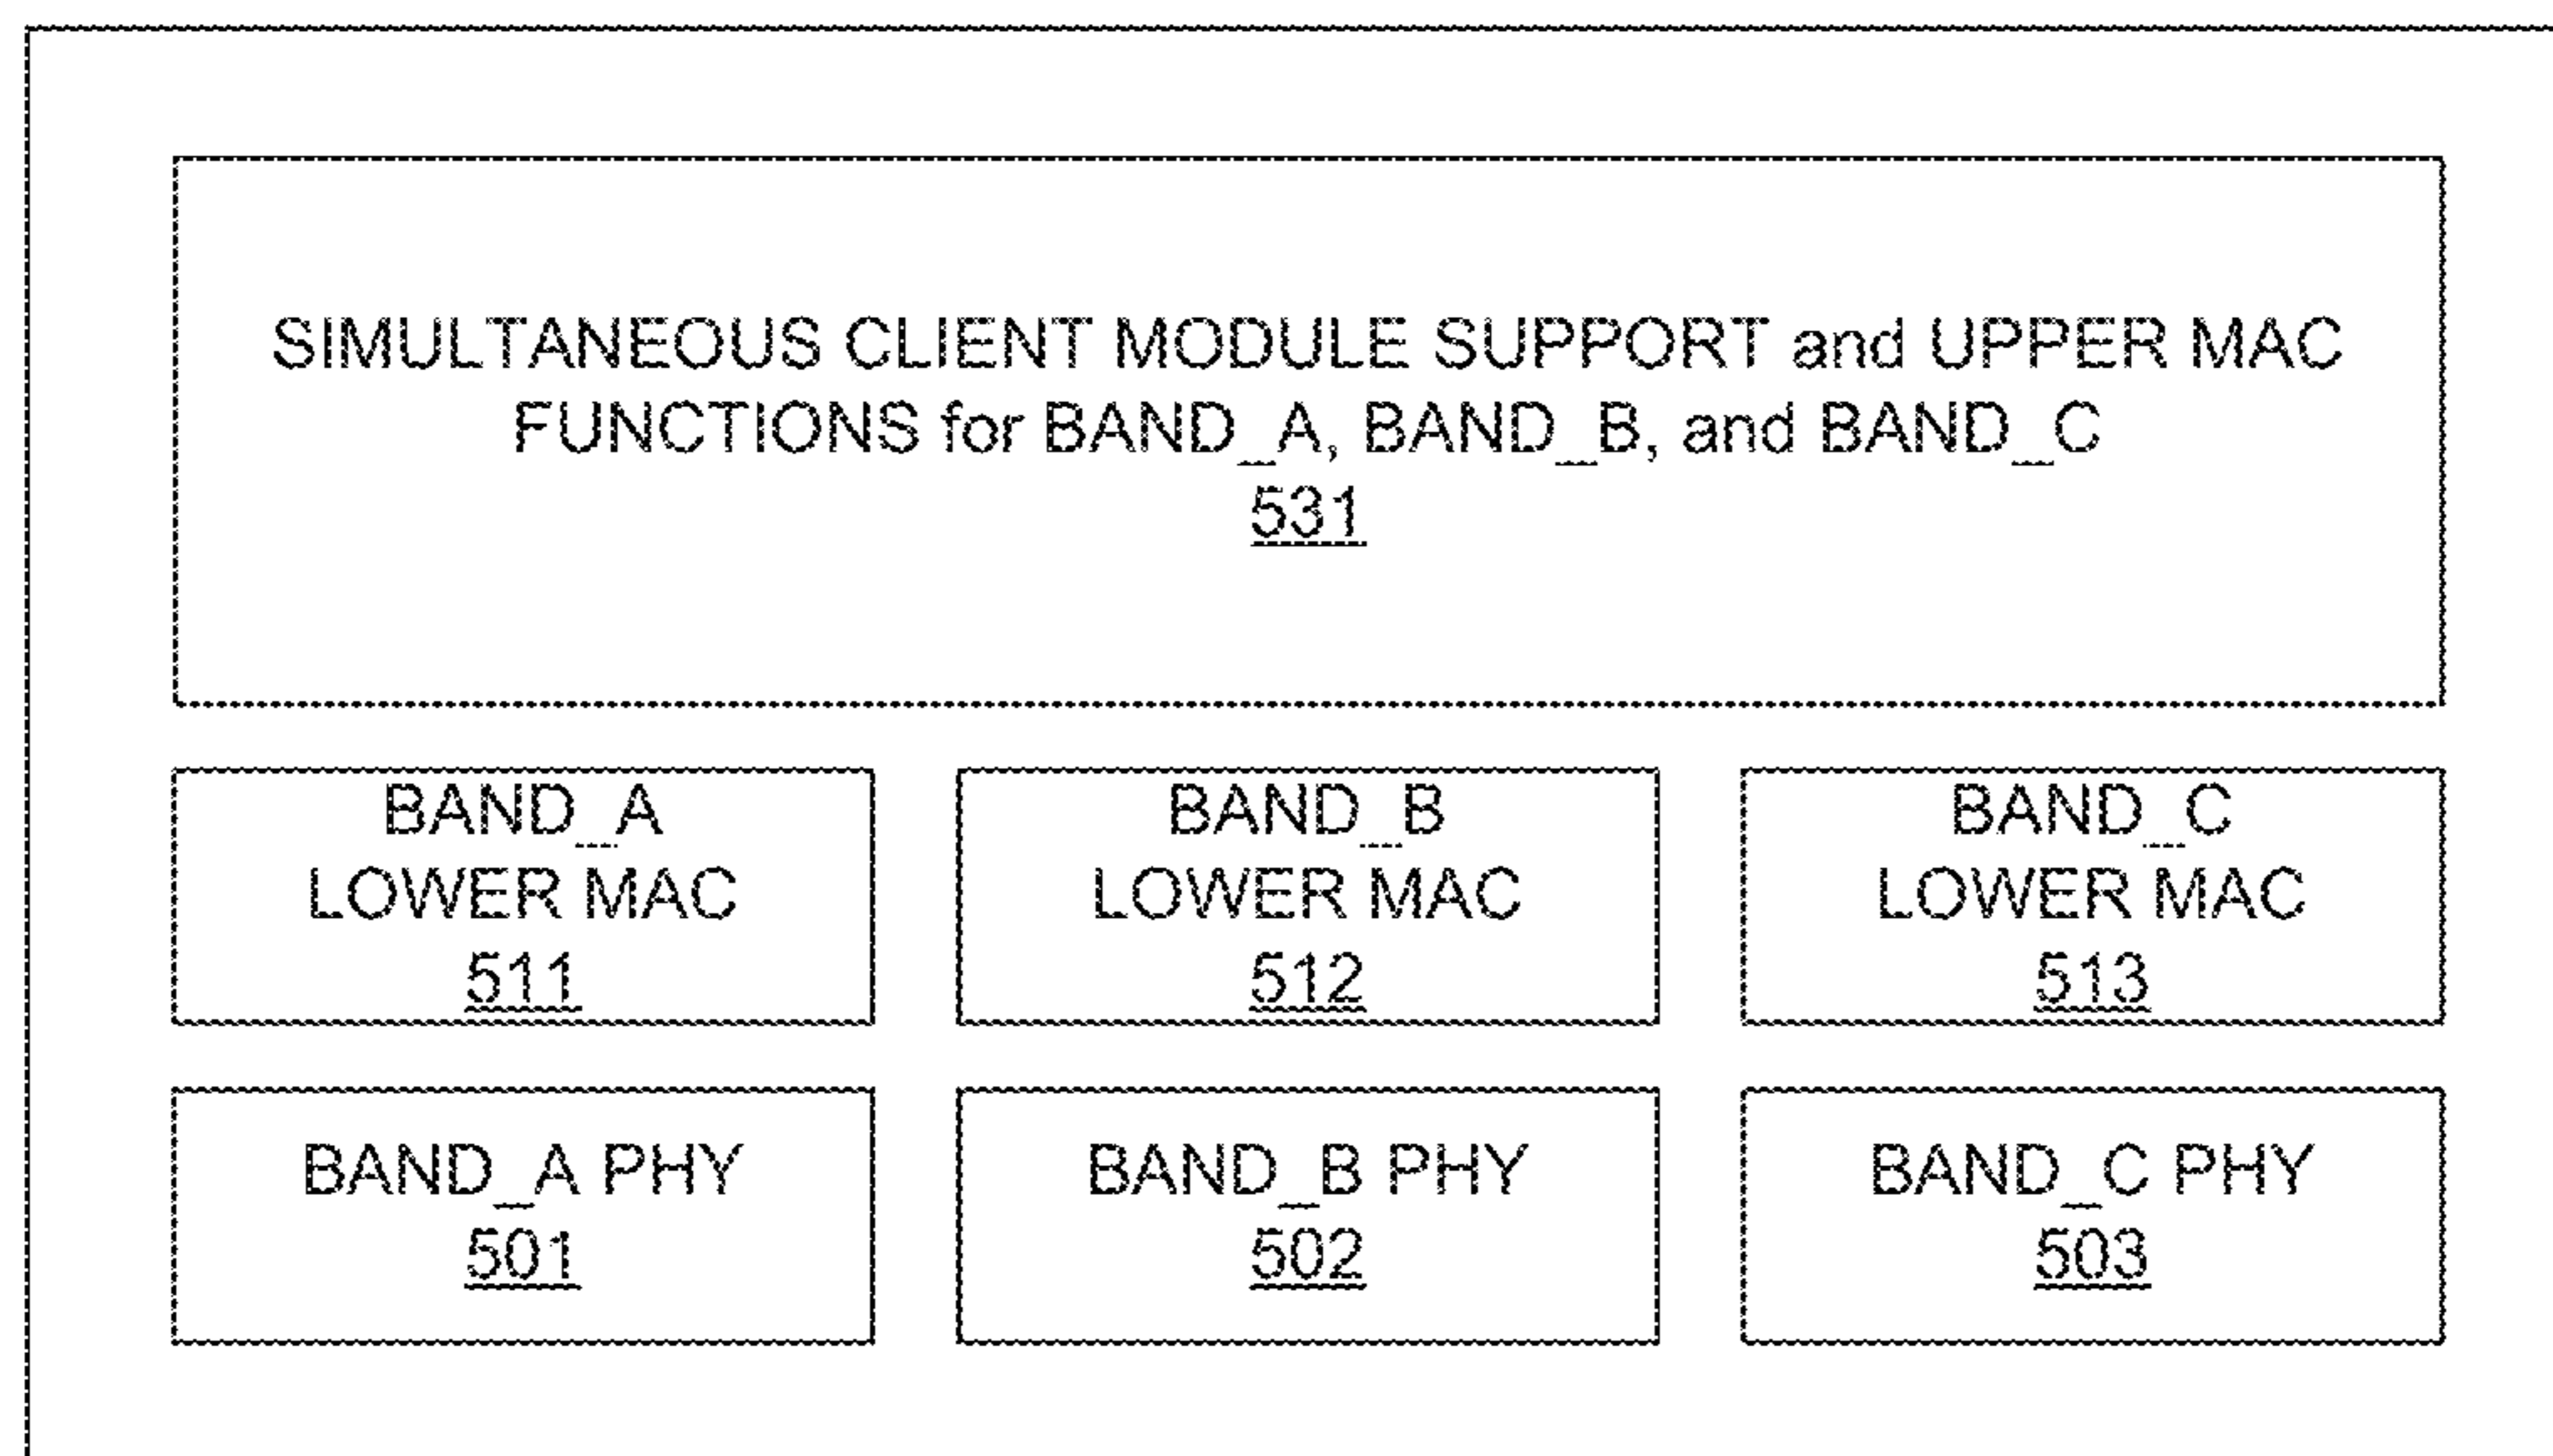 SIMULTANEOUS CLIENT MODULE SUPPORT and UPPER MAC
FUNCTIONS for BAND_A, BAND_B, and BAND_C
531
BAND_A
LOWER MAC
511
BAND_B
LOWER MAC
512
BAND_C
LOWER MAC
513
BAND_A PHY
501
BAND_B PHY
502
BAND_C PHY
503